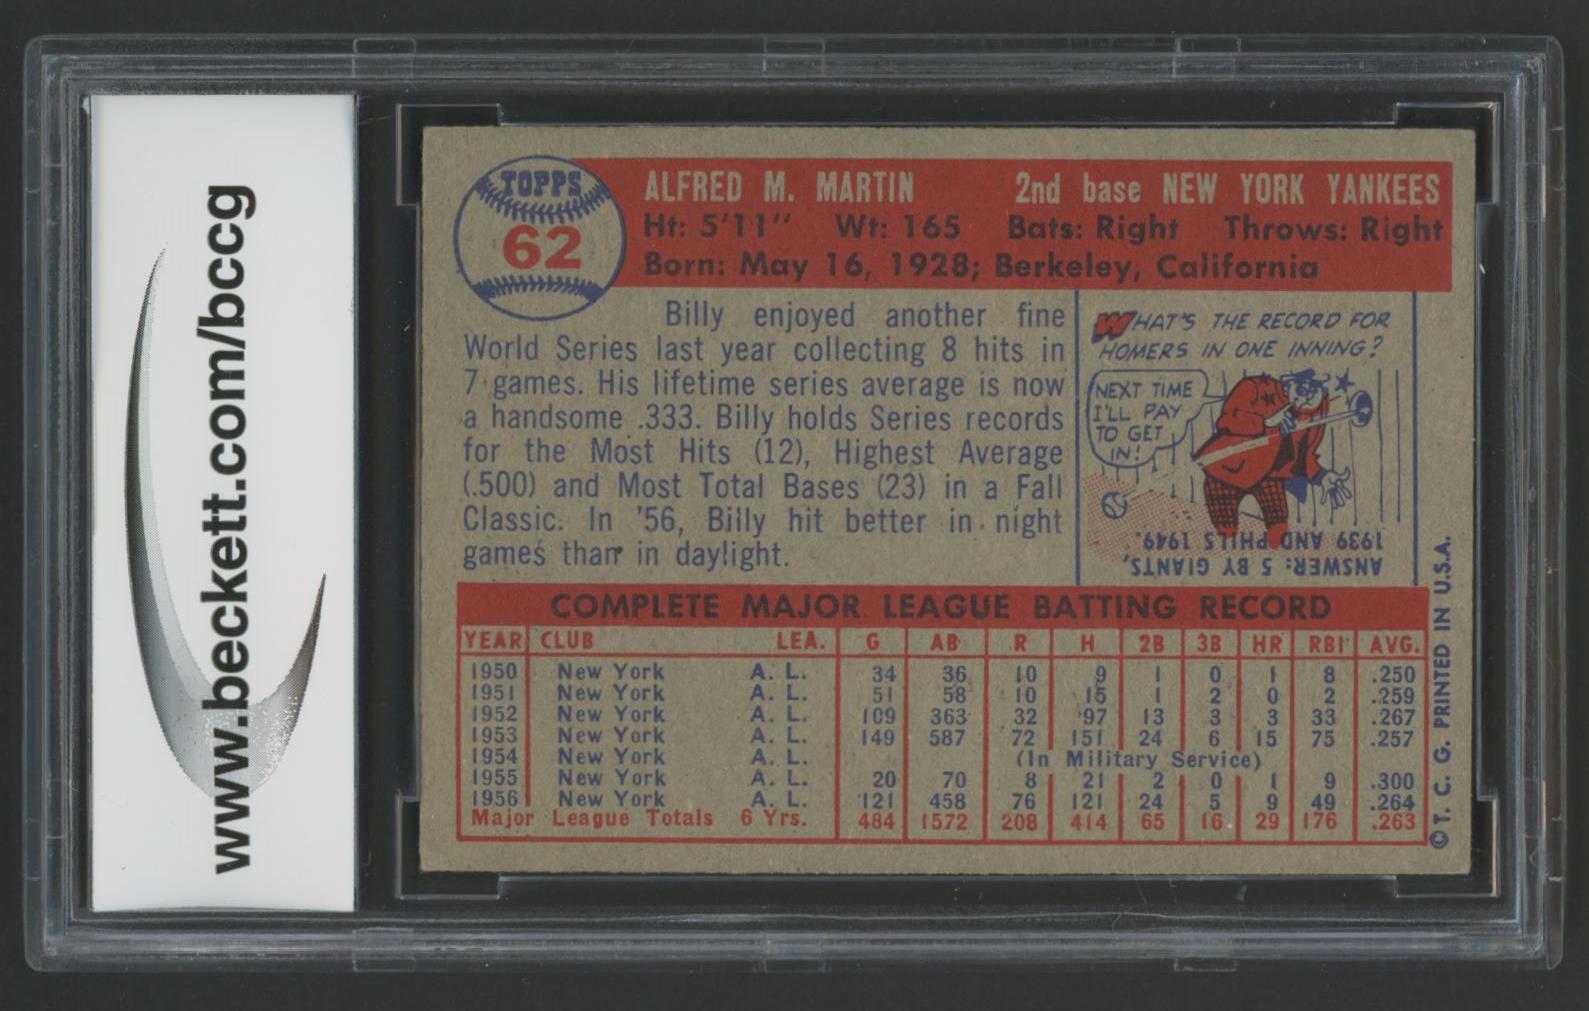 www.beckett.com/bccg
TOPPS
62
ALFRED M. MARTIN 2nd base NEW YORK YANKEES
Ht: 5'11" Wt: 165 Bats: Right Throws: Right
Born: May 16, 1928; Berkeley, California
Billy enjoyed another fine
World Series last year collecting 8 hits in
7 games. His lifetime series average is now
a handsome .333. Billy holds Series records
for the Most Hits (12), Highest Average
(.500) and Most Total Bases (23) in a Fall
Classic. In '56, Billy hit better in night
games than in daylight.
WHAT'S THE RECORD FOR
HOMERS IN ONE INNING?
NEXT TIME
I'LL PAY
TO GET
IN!
ANSWER: 5 BY GIANTS,
1939 AND PHILLS 1949.
COMPLETE MAJOR LEAGUE BATTING RECORD
YEAR CLUB LEA. G AB R H 2B 3B HR RBI AVG.
1950 New York A. L. 34 36 10 9 1 0 1 8 .250
1951 New York A. L. 51 58 10 15 1 2 0 2 .259
1952 New York A. L. 109 363 32 97 13 3 3 33 .267
1953 New York A. L. 149 587 72 151 24 6 15 75 .257
1954 New York A. L. (In Military Service)
1955 New York A. L. 20 70 8 21 2 0 1 9 .300
1956 New York A. L. 121 458 76 121 24 5 9 49 .264
Major League Totals 6 Yrs. 484 1572 208 414 65 16 29 176 .263
© T. C. G. PRINTED IN U.S.A.